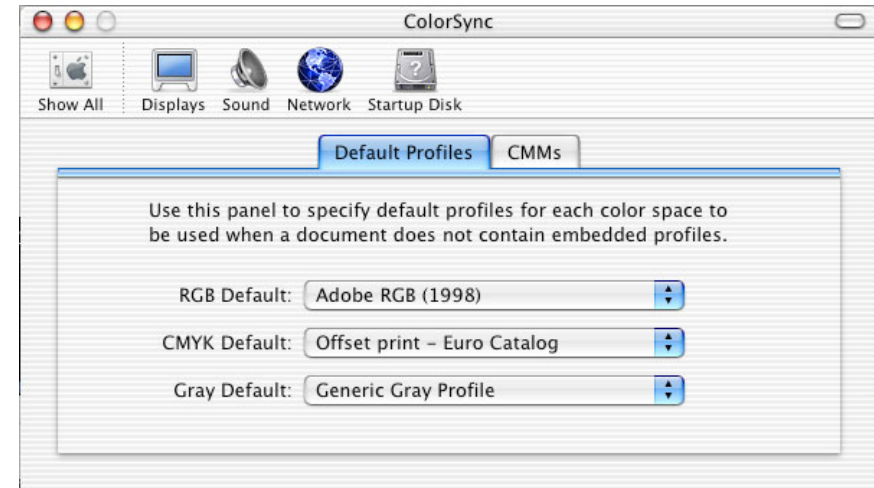 ColorSync
Show All Displays Sound Network Startup Disk
Default Profiles CMMs
Use this panel to specify default profiles for each color space to
be used when a document does not contain embedded profiles.
RGB Default: Adobe RGB (1998)
CMYK Default: Offset print – Euro Catalog
Gray Default: Generic Gray Profile